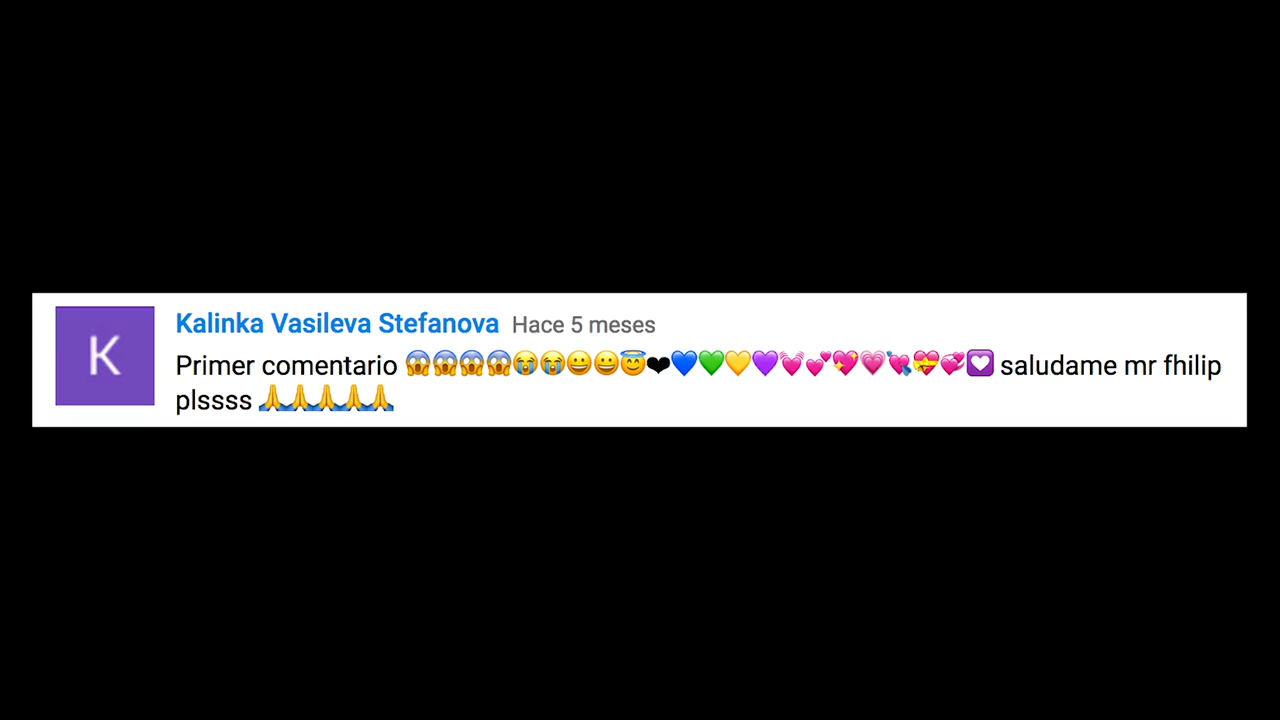 K
Kalinka Vasileva Stefanova Hace 5 meses
Primer comentario 😱😱😱😱😭😭😀😀😇❤💙💚💛💜💓💕💖💗💘💝💞💟 saludame mr fhilip
plssss 🙏🙏🙏🙏🙏